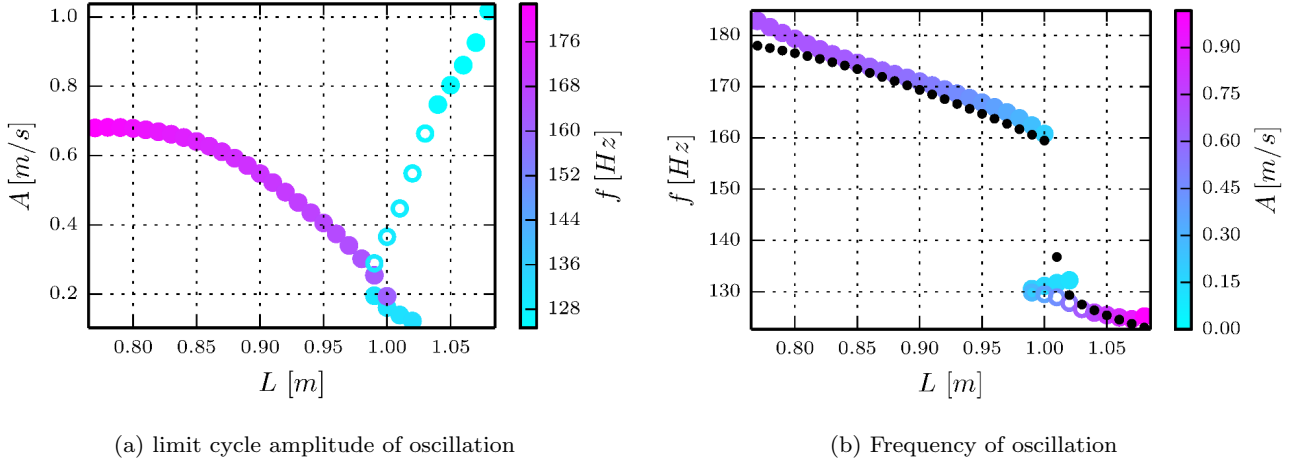 1.0
0.8
0.6
0.4
0.2
A [m/s]
0.80 0.85 0.90 0.95 1.00 1.05
L [m]
176
168
160
152
144
136
128
f [Hz]
(a) limit cycle amplitude of oscillation
180
170
160
150
140
130
f [Hz]
0.80 0.85 0.90 0.95 1.00 1.05
L [m]
0.90
0.75
0.60
0.45
0.30
0.15
0.00
A [m/s]
(b) Frequency of oscillation